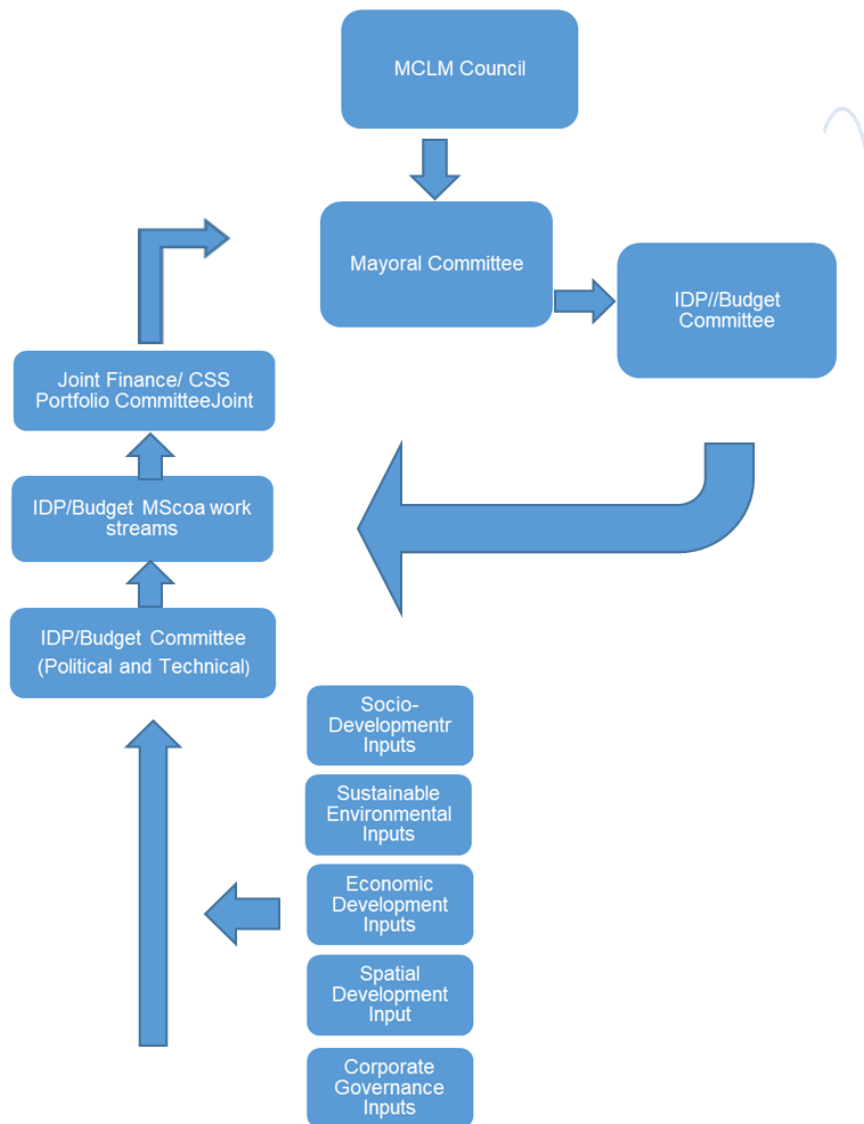 MCLM Council
Mayoral Committee
IDP//Budget
Committee
Joint Finance/ CSS
Portfolio CommitteeJoint
IDP/Budget MScoa work
streams
IDP/Budget Committee
(Political and Technical)
Socio-
Developmentr
Inputs
Sustainable
Environmental
Inputs
Economic
Development
Inputs
Spatial
Development
Input
Corporate
Governance
Inputs